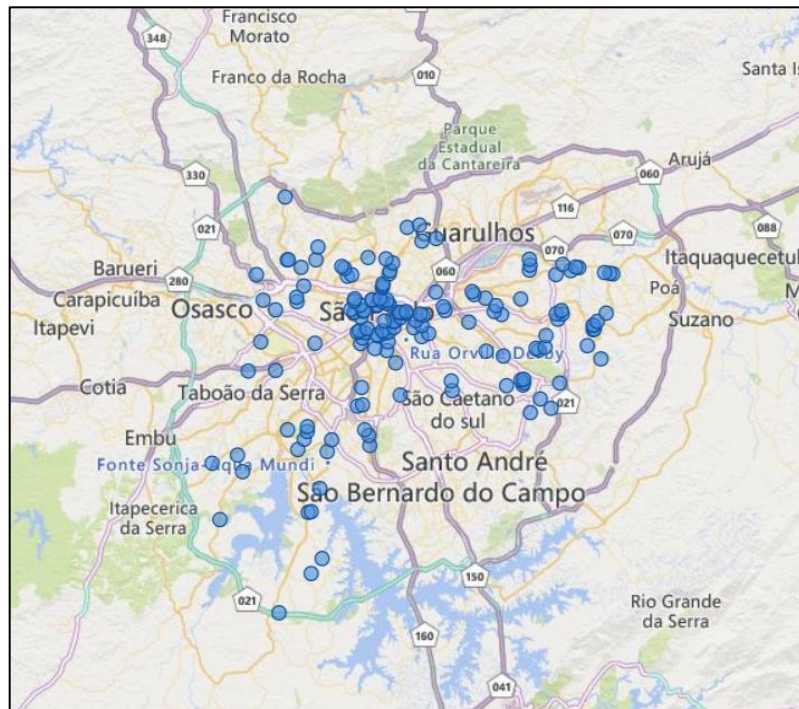 Francisco
Morato
348
Franco da Rocha
010
Santa Is
Parque
Estadual
da Cantareira
Arujá
330
060
116
021
088
Guarulhos
070
070
Barueri
060
Itaquaquecetul
280
Carapicuíba
Osasco
Poá
M
Itapevi
Suzano
Rua Orville Derby
Cotia
Taboão da Serra
São Caetano
do sul
021
Embu
Fonte Sonja-Aqua Mundi
Santo André
São Bernardo do Campo
Itapecerica
da Serra
150
021
Rio Grande
da Serra
160
041